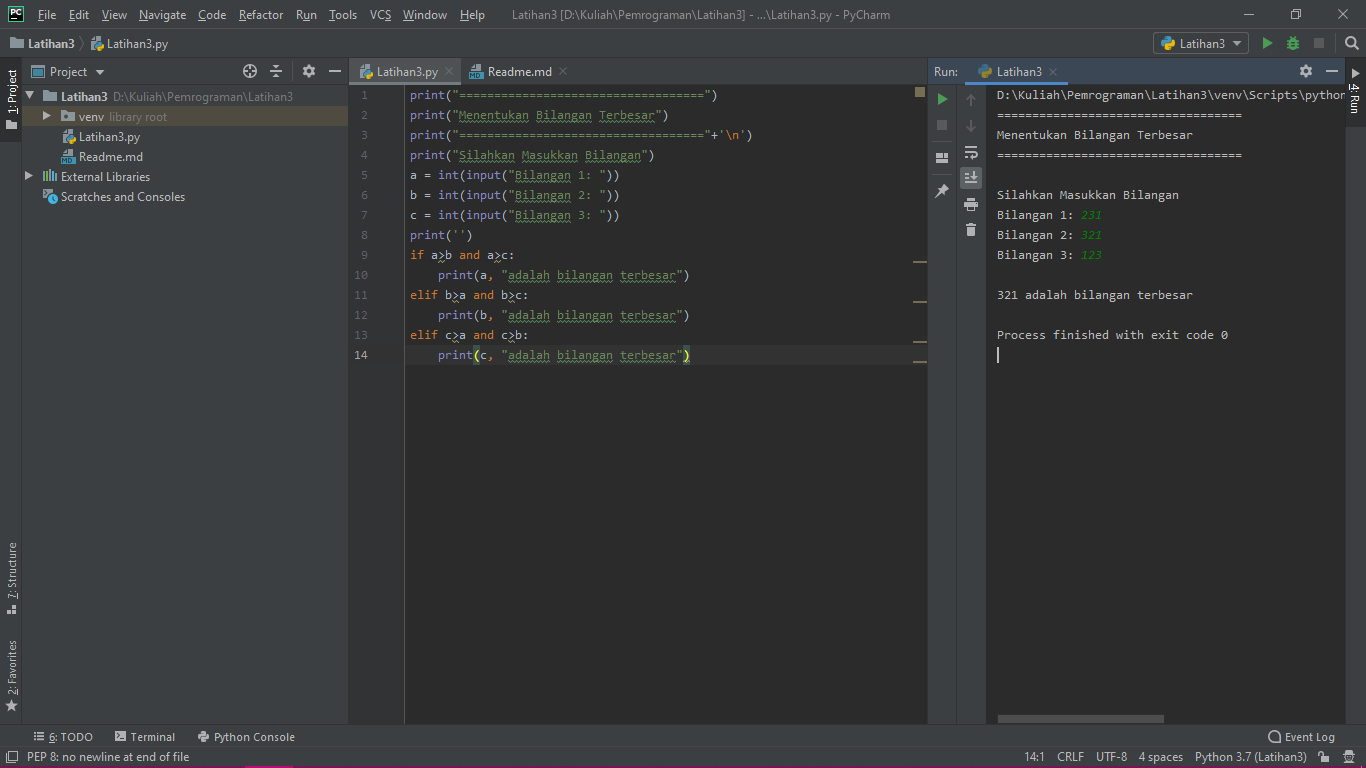 PC File Edit View Navigate Code Refactor Run Tools VCS Window Help Latihan3 [D:\Kuliah\Pemrograman\Latihan3] - ...\Latihan3.py - PyCharm
Latihan3 Latihan3.py Latihan3
1: Project
Project
Latihan3 D:\Kuliah\Pemrograman\Latihan3
venv library root
Latihan3.py
MD Readme.md
External Libraries
Scratches and Consoles
7: Structure
2: Favorites
Latihan3.py MD Readme.md
1 print("===================================")
2 print("Menentukan Bilangan Terbesar")
3 print("==================================="+'\n')
4 print("Silahkan Masukkan Bilangan")
5 a = int(input("Bilangan 1: "))
6 b = int(input("Bilangan 2: "))
7 c = int(input("Bilangan 3: "))
8 print('')
9 if a>b and a>c:
10     print(a, "adalah bilangan terbesar")
11 elif b>a and b>c:
12     print(b, "adalah bilangan terbesar")
13 elif c>a and c>b:
14     print(c, "adalah bilangan terbesar")
Run: Latihan3
D:\Kuliah\Pemrograman\Latihan3\venv\Scripts\python
===================================
Menentukan Bilangan Terbesar
===================================
Silahkan Masukkan Bilangan
Bilangan 1: 231
Bilangan 2: 321
Bilangan 3: 123
321 adalah bilangan terbesar
Process finished with exit code 0
4: Run
6: TODO Terminal Python Console Event Log
PEP 8: no newline at end of file 14:1 CRLF UTF-8 4 spaces Python 3.7 (Latihan3)